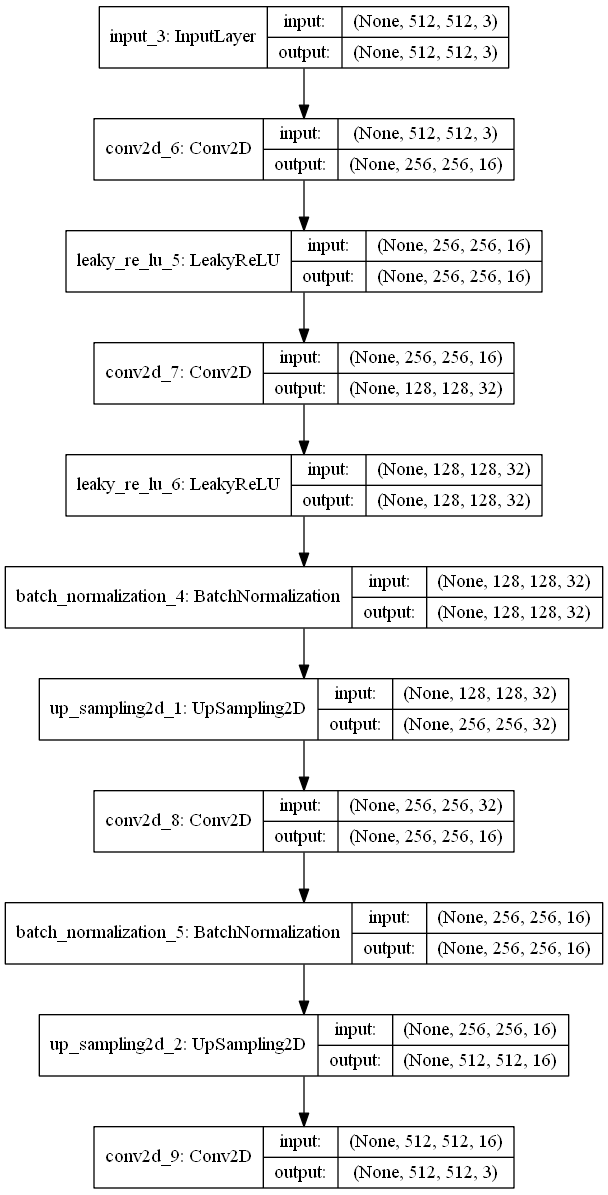 input_3: InputLayer
input: (None, 512, 512, 3)
output: (None, 512, 512, 3)
conv2d_6: Conv2D
input: (None, 512, 512, 3)
output: (None, 256, 256, 16)
leaky_re_lu_5: LeakyReLU
input: (None, 256, 256, 16)
output: (None, 256, 256, 16)
conv2d_7: Conv2D
input: (None, 256, 256, 16)
output: (None, 128, 128, 32)
leaky_re_lu_6: LeakyReLU
input: (None, 128, 128, 32)
output: (None, 128, 128, 32)
batch_normalization_4: BatchNormalization
input: (None, 128, 128, 32)
output: (None, 128, 128, 32)
up_sampling2d_1: UpSampling2D
input: (None, 128, 128, 32)
output: (None, 256, 256, 32)
conv2d_8: Conv2D
input: (None, 256, 256, 32)
output: (None, 256, 256, 16)
batch_normalization_5: BatchNormalization
input: (None, 256, 256, 16)
output: (None, 256, 256, 16)
up_sampling2d_2: UpSampling2D
input: (None, 256, 256, 16)
output: (None, 512, 512, 16)
conv2d_9: Conv2D
input: (None, 512, 512, 16)
output: (None, 512, 512, 3)